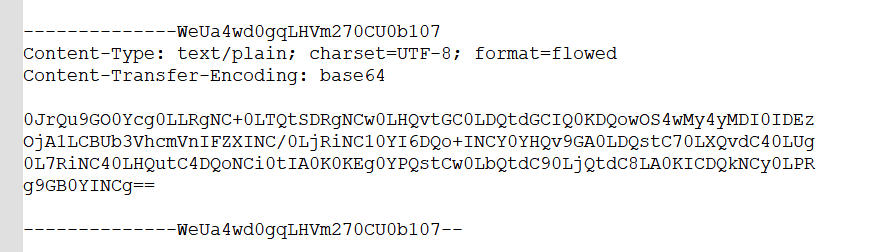 --------------WeUa4wd0gqLHVm270CU0b107
Content-Type: text/plain; charset=UTF-8; format=flowed
Content-Transfer-Encoding: base64
0JrQu9GO0Ycg0LLRgNC+0LTQtSDRgNCw0LHQvtGC0LDQtdGCIQ0KDQowOS4wMy4yMDI0IDEz
OjA1LCBUb3VhcmVnIFZXINC/0LjRiNC10YI6DQo+INCY0YHQv9GA0LDQstC70LXQvdC40LUg
0L7RiNC40LHQutC4DQoNCi0tIA0K0KEg0YPQstCw0LbQtdC90LjQtdC8LA0KICDQkNCy0LPR
g9GB0YINCg==
--------------WeUa4wd0gqLHVm270CU0b107--